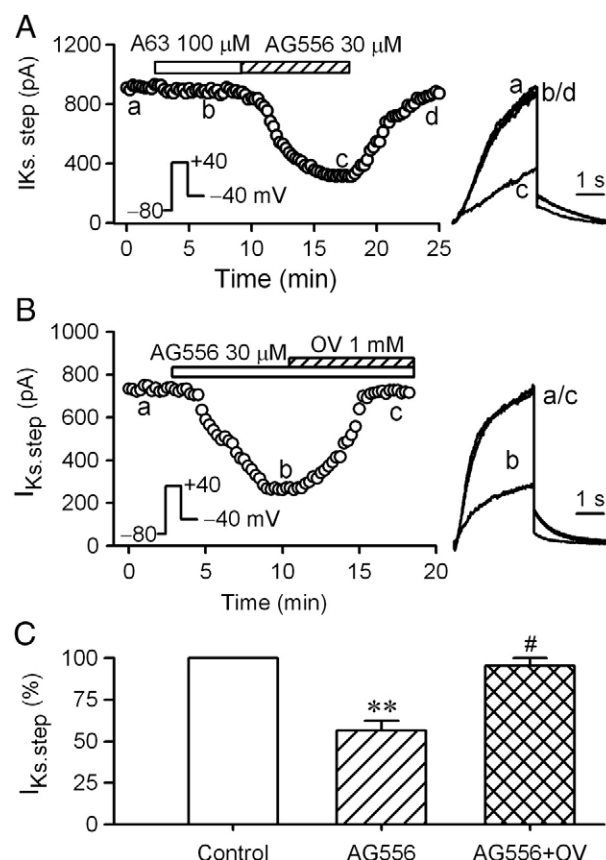 A
A63 100 µM
AG556 30 µM
1200
800
400
0
IKs. step (pA)
a
b
c
d
+40
−80
−40 mV
0
5
10
15
20
25
Time (min)
a
b/d
c
1 s
B
AG556 30 µM
OV 1 mM
1000
800
600
400
200
0
IKs.step (pA)
a
b
c
+40
−80
−40 mV
0
5
10
15
20
Time (min)
a/c
b
1 s
C
100
75
50
25
0
IKs.step (%)
**
#
Control
AG556
AG556+OV